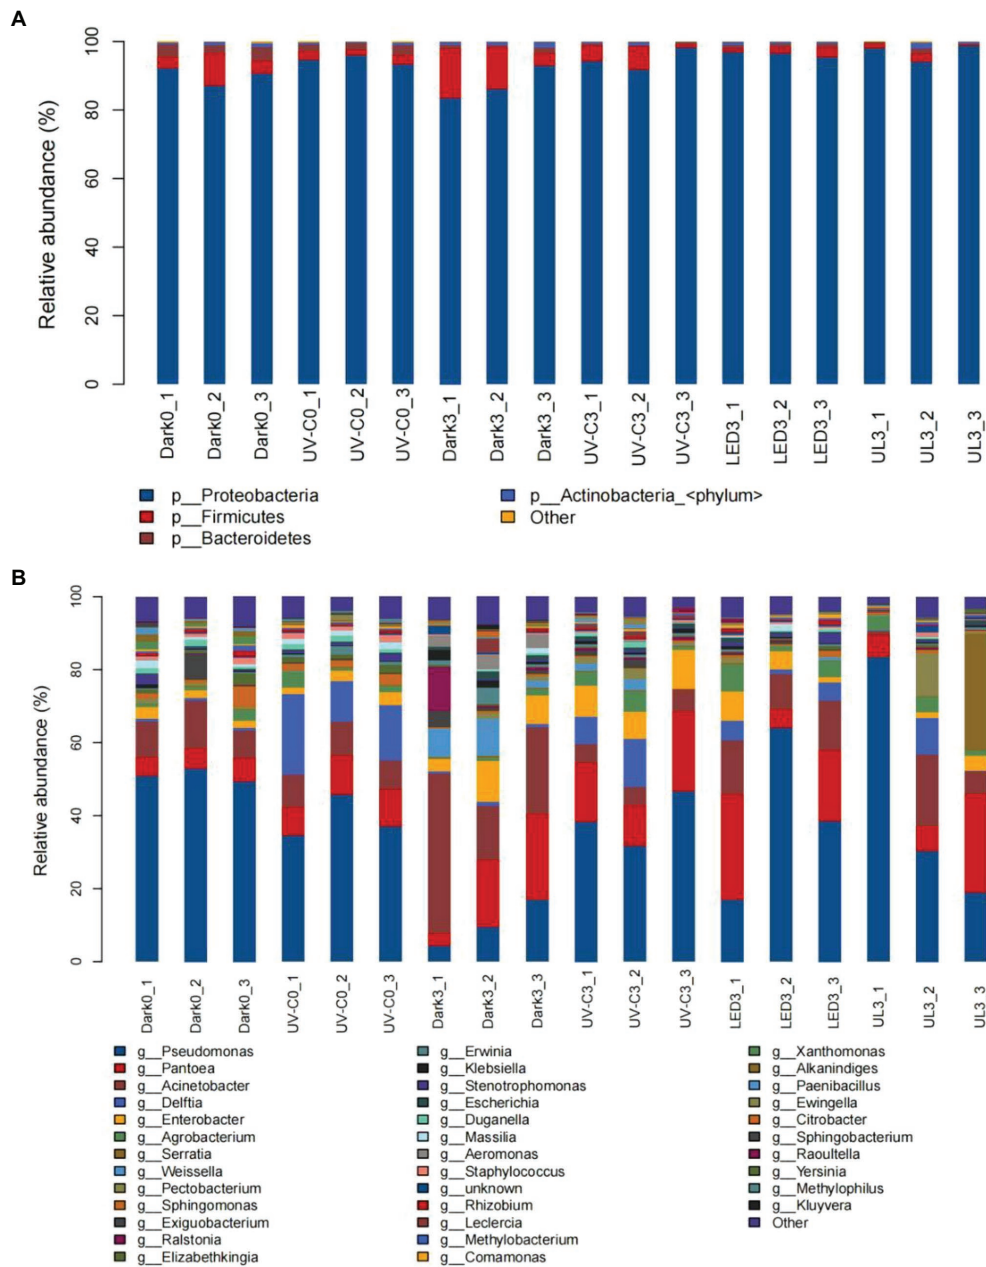 A
Relative abundance (%)
100
80
60
40
20
0
Dark0_1
Dark0_2
Dark0_3
UV-C0_1
UV-C0_2
UV-C0_3
Dark3_1
Dark3_2
Dark3_3
UV-C3_1
UV-C3_2
UV-C3_3
LED3_1
LED3_2
LED3_3
UL3_1
UL3_2
UL3_3
p__Proteobacteria
p__Firmicutes
p__Bacteroidetes
p__Actinobacteria_<phylum>
Other
B
Relative abundance (%)
100
80
60
40
20
0
Dark0_1
Dark0_2
Dark0_3
UV-C0_1
UV-C0_2
UV-C0_3
Dark3_1
Dark3_2
Dark3_3
UV-C3_1
UV-C3_2
UV-C3_3
LED3_1
LED3_2
LED3_3
UL3_1
UL3_2
UL3_3
g__Pseudomonas
g__Pantoea
g__Acinetobacter
g__Delftia
g__Enterobacter
g__Agrobacterium
g__Serratia
g__Weissella
g__Pectobacterium
g__Sphingomonas
g__Exiguobacterium
g__Ralstonia
g__Elizabethkingia
g__Erwinia
g__Klebsiella
g__Stenotrophomonas
g__Escherichia
g__Duganella
g__Massilia
g__Aeromonas
g__Staphylococcus
g__unknown
g__Rhizobium
g__Leclercia
g__Methylobacterium
g__Comamonas
g__Xanthomonas
g__Alkanindiges
g__Paenibacillus
g__Ewingella
g__Citrobacter
g__Sphingobacterium
g__Raoultella
g__Yersinia
g__Methylophilus
g__Kluyvera
Other